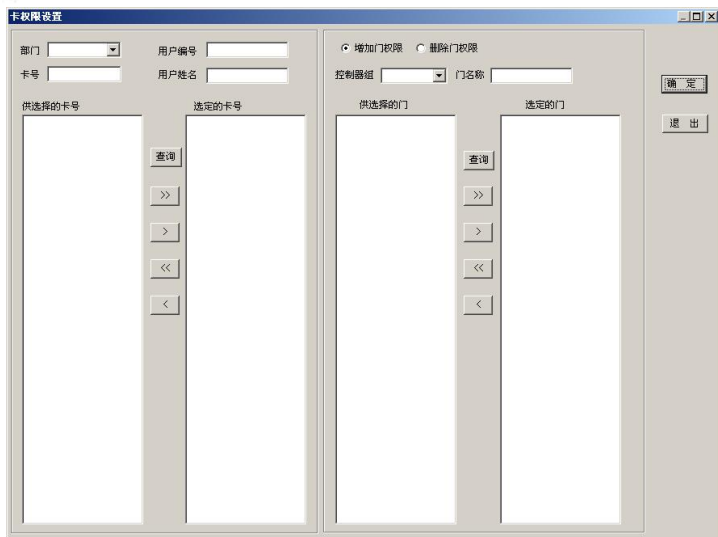 卡权限设置
部门
用户编号
卡号
用户姓名
供选择的卡号
选定的卡号
查询
>>
>
<<
<
增加门权限
删除门权限
控制器组
门名称
供选择的门
选定的门
查询
>>
>
<<
<
确 定
退 出